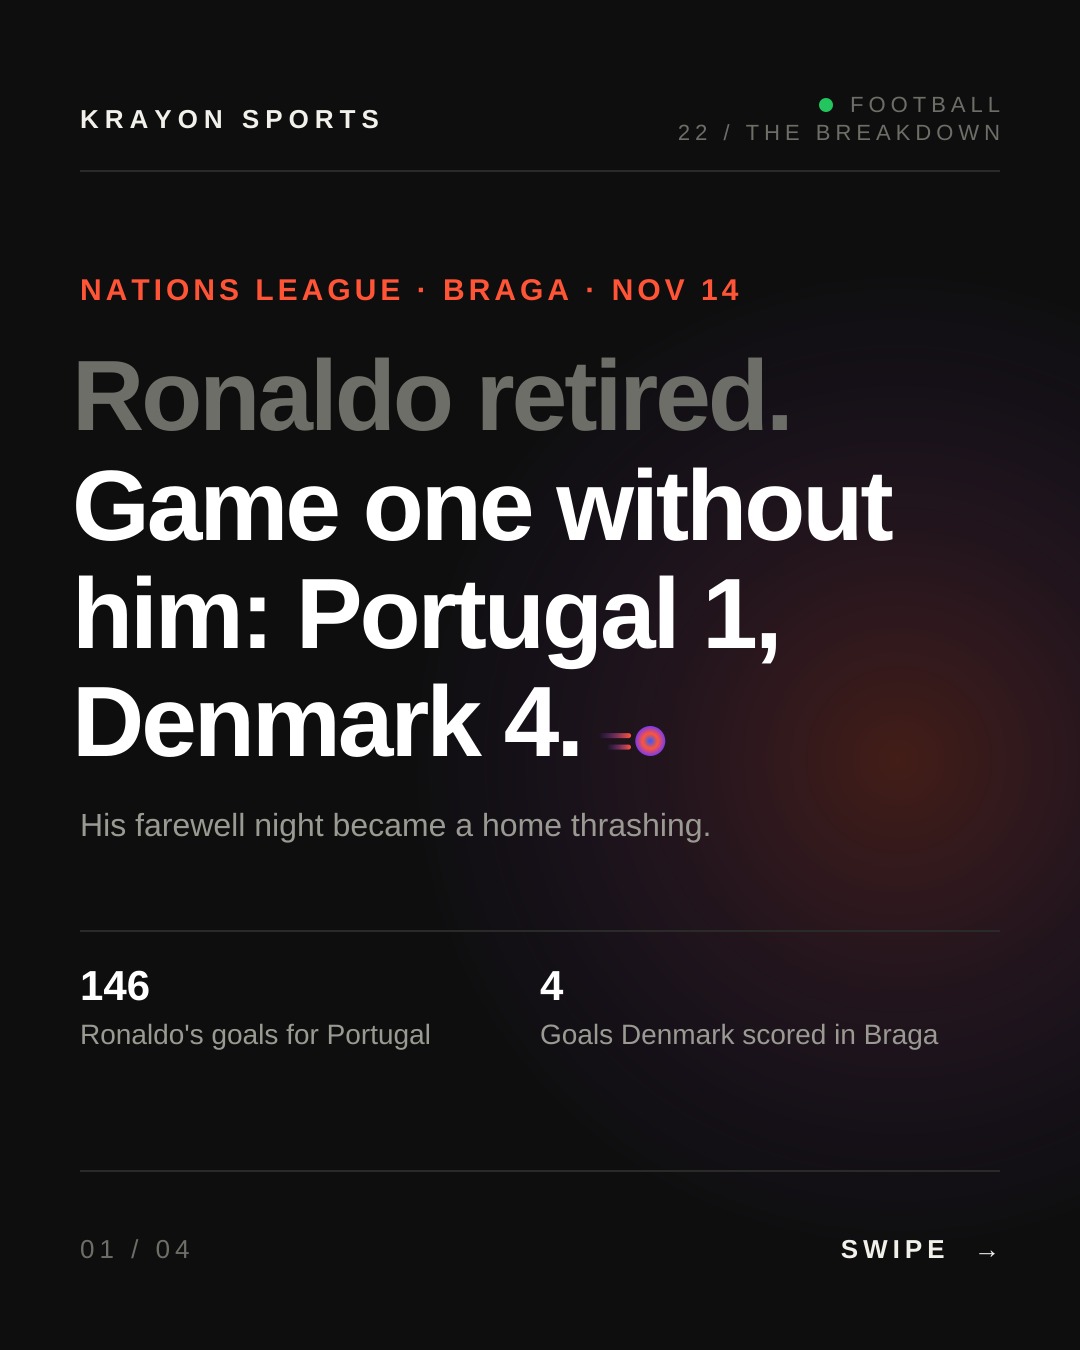 KRAYON SPORTS
FOOTBALL
22 / THE BREAKDOWN
NATIONS LEAGUE · BRAGA · NOV 14
Ronaldo retired.
Game one without
him: Portugal 1,
Denmark 4.
His farewell night became a home thrashing.
146
Ronaldo's goals for Portugal
4
Goals Denmark scored in Braga
01 / 04
SWIPE →